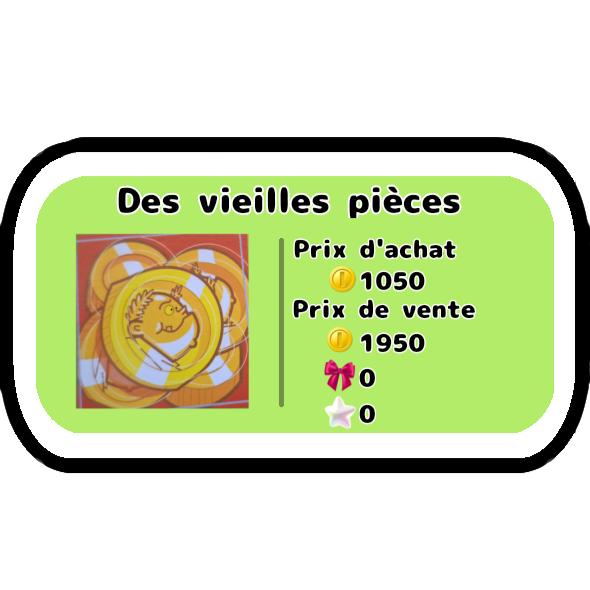 Des vieilles pièces
Prix d'achat
1050
Prix de vente
1950
0
0